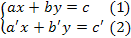 ax + by = c (1)
a'x + b'y = c' (2)